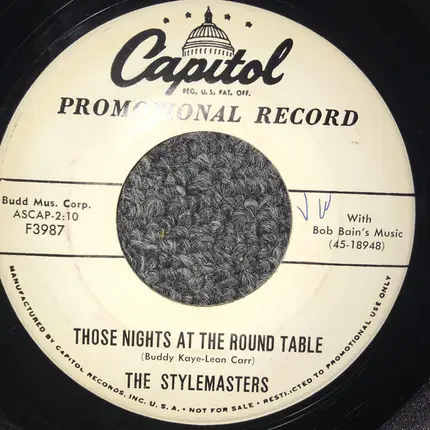 Capitol
REG. U.S. PAT. OFF.
PROMOTIONAL RECORD
Budd Mus. Corp.
ASCAP-2:10
F3987
With
Bob Bain's Music
(45-18948)
THOSE NIGHTS AT THE ROUND TABLE
(Buddy Kaye-Leon Carr)
THE STYLEMASTERS
MANUFACTURED BY CAPITOL RECORDS, INC. U.S.A. • NOT FOR SALE • RESTRICTED TO PROMOTIONAL USE ONLY